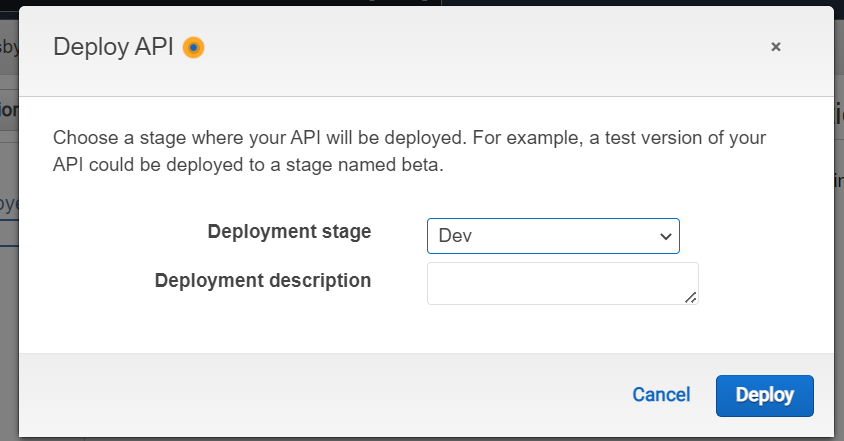 Deploy API
×
Choose a stage where your API will be deployed. For example, a test version of your
API could be deployed to a stage named beta.
Deployment stage Dev
Deployment description
Cancel Deploy